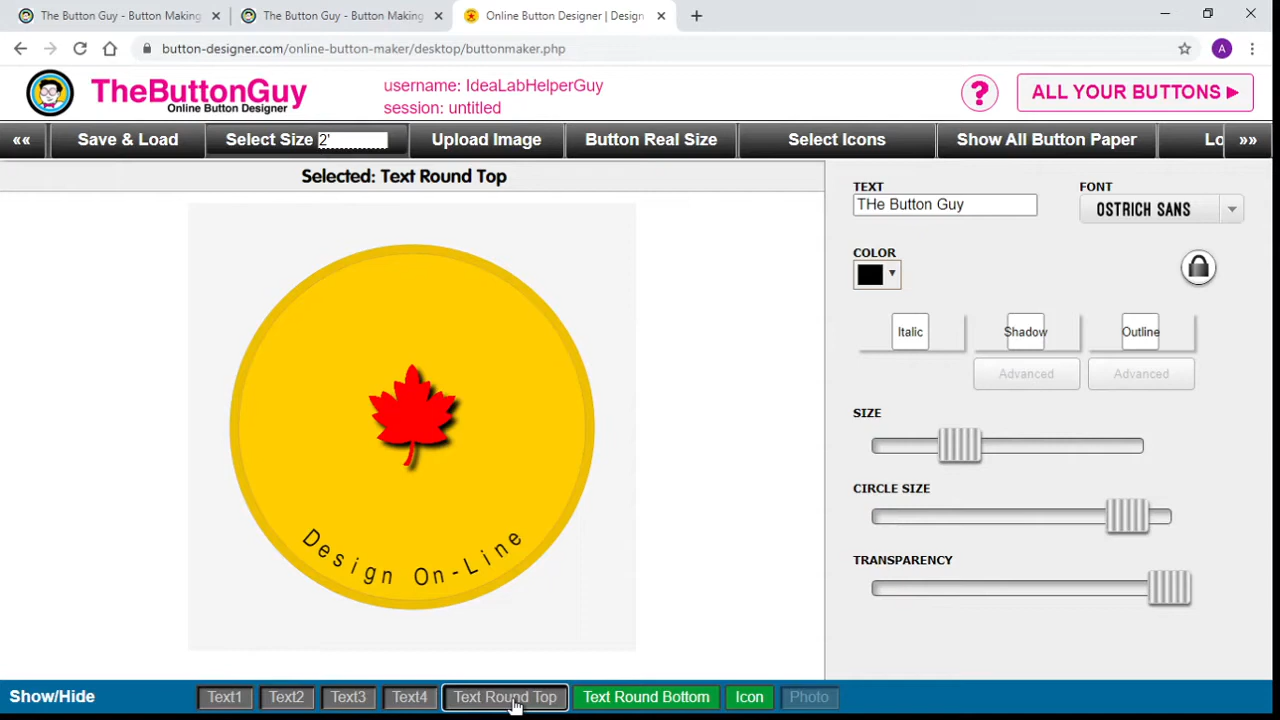 The Button Guy - Button Making
The Button Guy - Button Making
Online Button Designer | Design
button-designer.com/online-button-maker/desktop/buttonmaker.php
A
TheButtonGuy
Online Button Designer
username: IdeaLabHelperGuy
session: untitled
?
ALL YOUR BUTTONS
««
Save & Load
Select Size 2"
Upload Image
Button Real Size
Select Icons
Show All Button Paper
Lo
»»
Selected: Text Round Top
TEXT
THe Button Guy
FONT
OSTRICH SANS
COLOR
Italic
Shadow
Outline
Advanced
Advanced
SIZE
CIRCLE SIZE
TRANSPARENCY
Design On-Line
Show/Hide
Text1
Text2
Text3
Text4
Text Round Top
Text Round Bottom
Icon
Photo